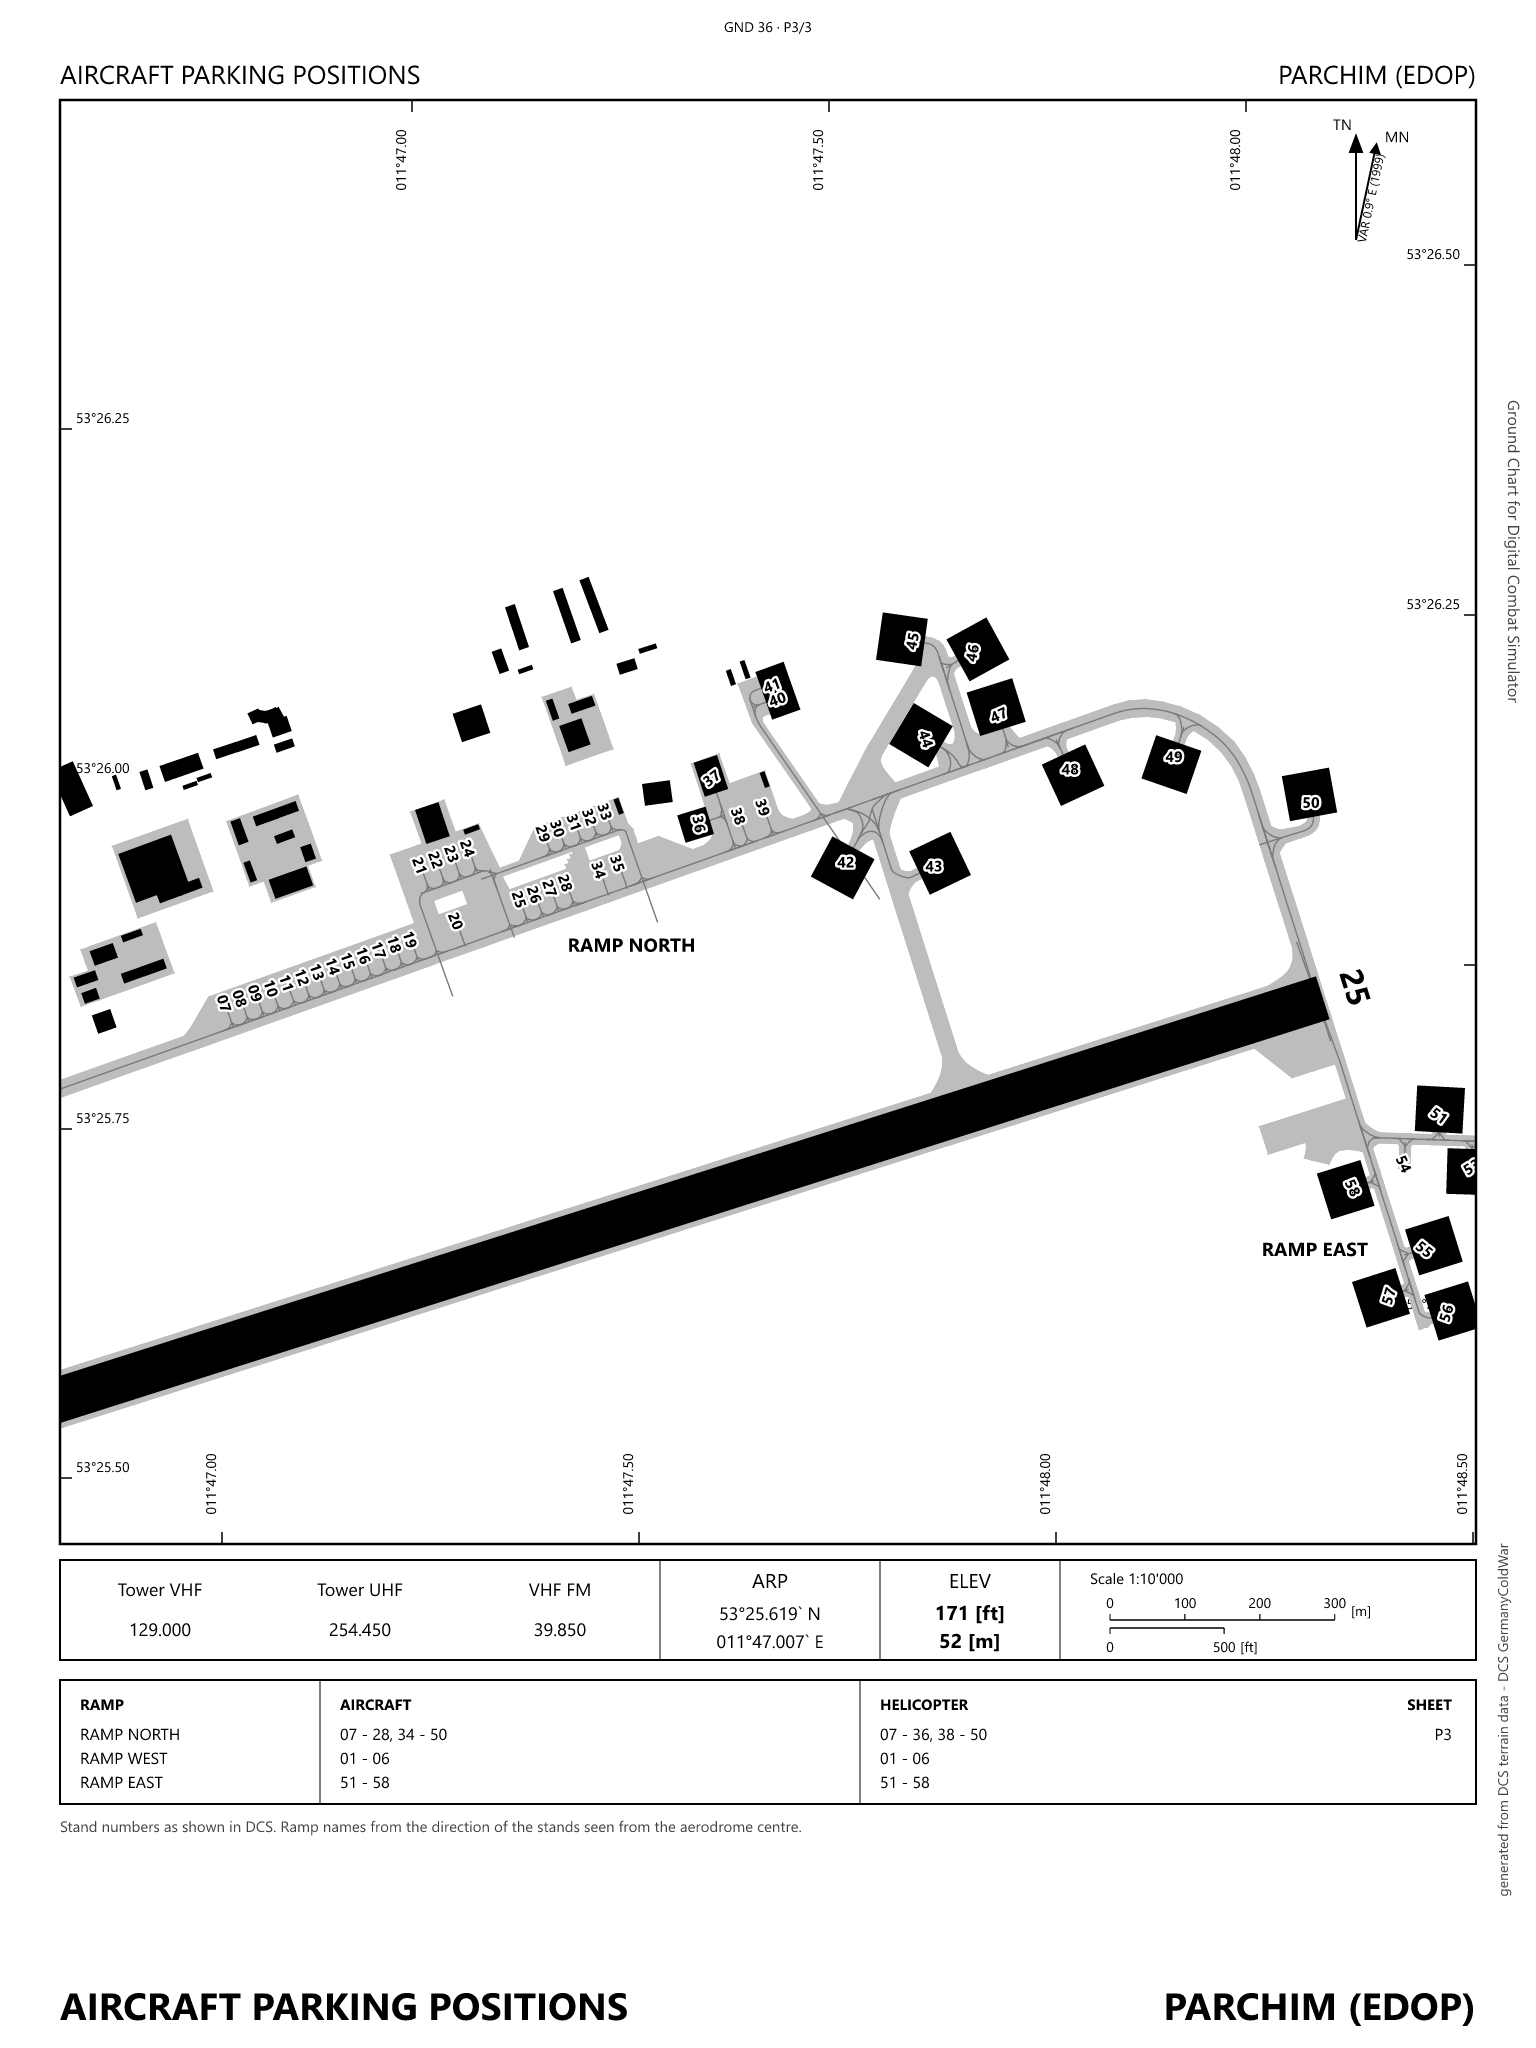 GND 36 · P3/3
AIRCRAFT PARKING POSITIONS
PARCHIM (EDOP)
011°47.00
011°47.50
011°48.00
TN
MN
VAR 0.9° E (1999)
53°26.50
53°26.25
53°26.25
53°26.00
53°25.75
53°25.50
45
46
47
44
41
40
48
49
50
37
36
38
39
42
43
29
30
31
32
33
34
35
21
22
23
24
25
26
27
28
20
07
08
09
10
11
12
13
14
15
16
17
18
19
RAMP NORTH
25
51
54
58
55
57
56
RAMP EAST
011°47.00
011°47.50
011°48.00
011°48.50
Tower VHF
129.000
Tower UHF
254.450
VHF FM
39.850
ARP
53°25.619` N
011°47.007` E
ELEV
171 [ft]
52 [m]
Scale 1:10'000
0 100 200 300 [m]
0 500 [ft]
RAMP AIRCRAFT HELICOPTER SHEET
RAMP NORTH 07 - 28, 34 - 50 07 - 36, 38 - 50 P3
RAMP WEST 01 - 06 01 - 06
RAMP EAST 51 - 58 51 - 58
Stand numbers as shown in DCS. Ramp names from the direction of the stands seen from the aerodrome centre.
Ground Chart for Digital Combat Simulator
generated from DCS terrain data - DCS GermanyColdWar
AIRCRAFT PARKING POSITIONS
PARCHIM (EDOP)